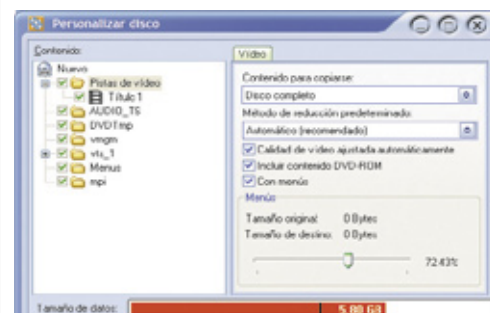 Personalizar disco
Contenido:
Nuevo
Pistas de vídeo
Título 1
AUDIO_TS
DVDTmp
vmgm
vts_1
Menus
mpi
Vídeo
Contenido para copiarse:
Disco completo
Método de reducción predeterminado:
Automático (recomendado)
Calidad de vídeo ajustada automáticamente
Incluir contenido DVD-ROM
Con menús
Menús
Tamaño original: 0 Bytes
Tamaño de destino: 0 Bytes
72.43%
Tamaño de datos: 5.80 GB